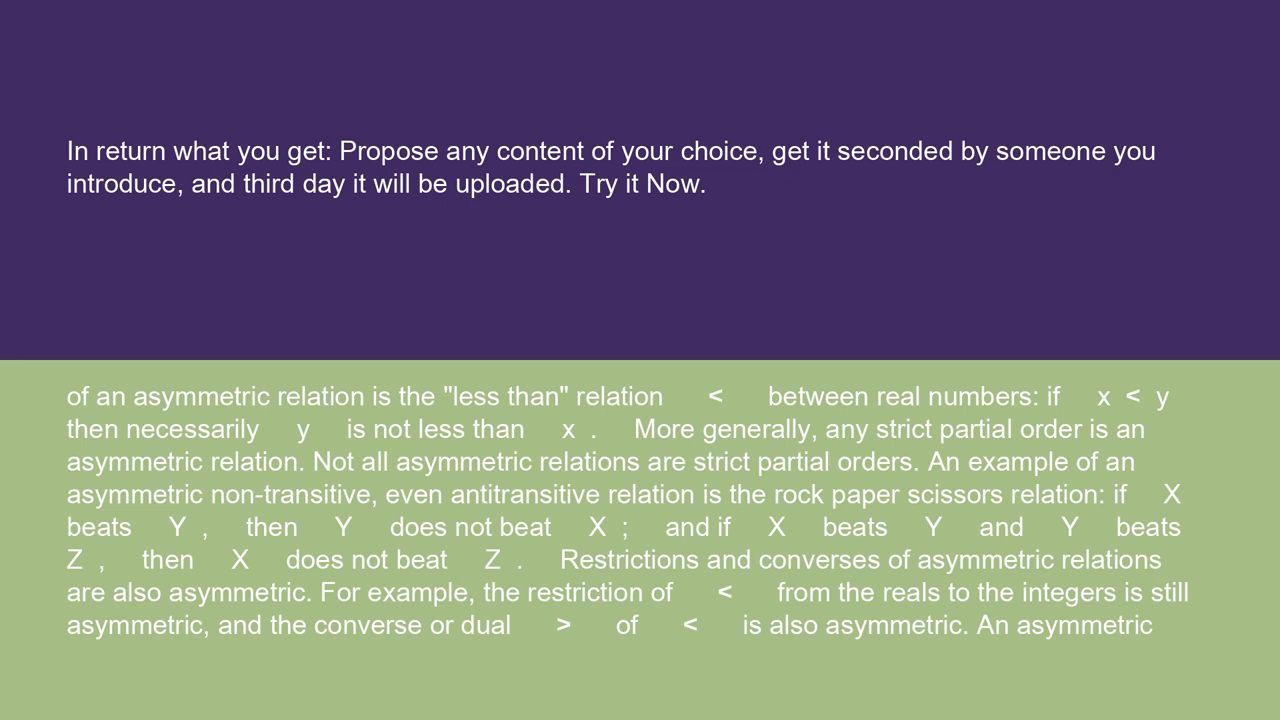 In return what you get: Propose any content of your choice, get it seconded by someone you
introduce, and third day it will be uploaded. Try it Now.
of an asymmetric relation is the "less than" relation < between real numbers: if x < y
then necessarily y is not less than x . More generally, any strict partial order is an
asymmetric relation. Not all asymmetric relations are strict partial orders. An example of an
asymmetric non-transitive, even antitransitive relation is the rock paper scissors relation: if X
beats Y , then Y does not beat X ; and if X beats Y and Y beats
Z , then X does not beat Z . Restrictions and converses of asymmetric relations
are also asymmetric. For example, the restriction of < from the reals to the integers is still
asymmetric, and the converse or dual > of < is also asymmetric. An asymmetric